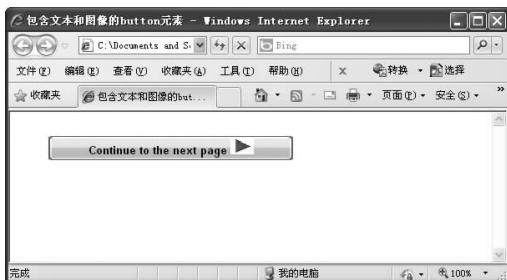 包含文本和图像的button元素 - Windows Internet Explorer
C:\Documents and S
Bing
文件(F) 编辑(E) 查看(V) 收藏夹(A) 工具(T) 帮助(H) x 转换 选择
收藏夹 包含文本和图像的but... 页面(P) 安全(S) »
Continue to the next page
完成 我的电脑 100%